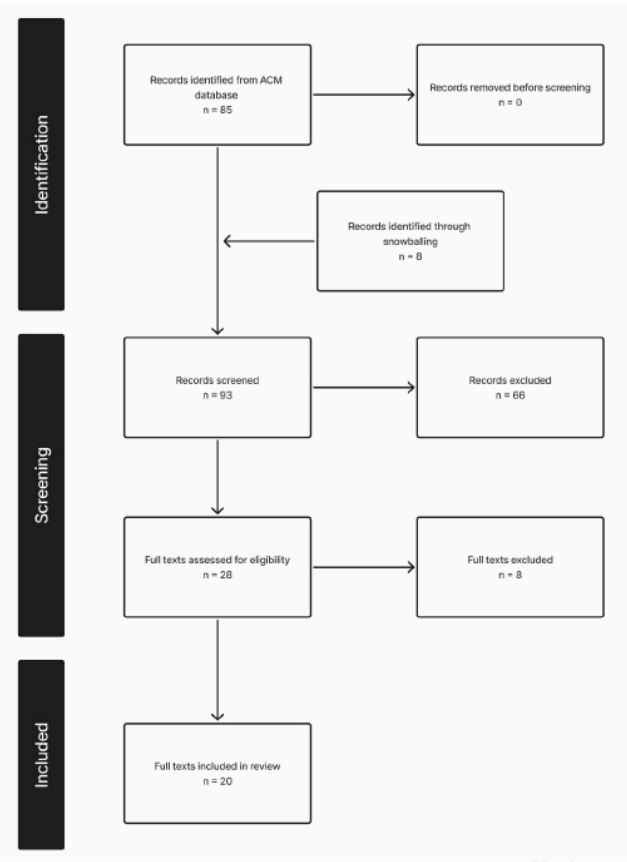 Identification
Records identified from ACM
database
n = 85
Records removed before screening
n = 0
Records identified through
snowballing
n = 8
Screening
Records screened
n = 93
Records excluded
n = 66
Full texts assessed for eligibility
n = 28
Full texts excluded
n = 8
Included
Full texts included in review
n = 20